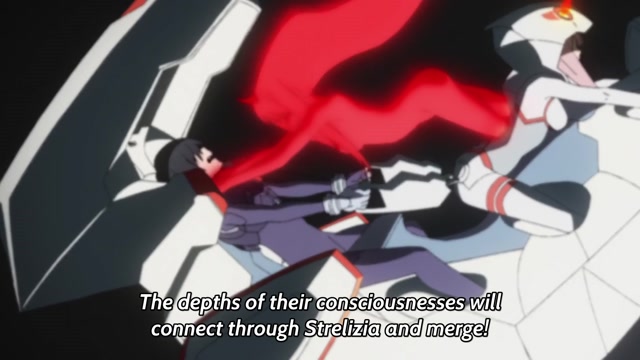 The depths of their consciousnesses will
connect through Strelizia and merge!